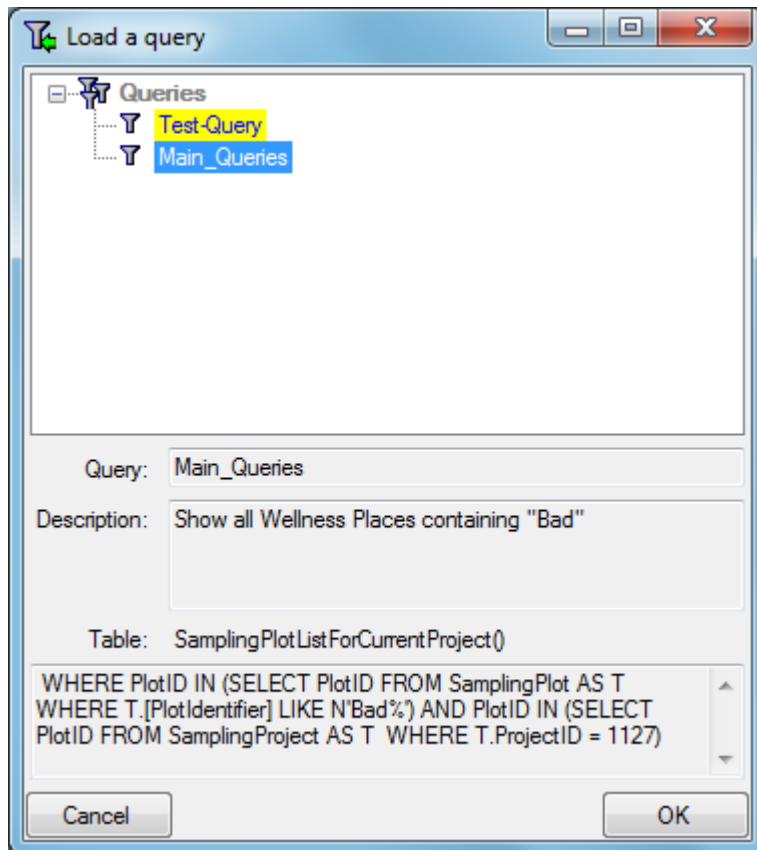 Load a query
Queries
Test-Query
Main_Queries
Query: Main_Queries
Description: Show all Wellness Places containing "Bad"
Table: SamplingPlotListForCurrentProject()
WHERE PlotID IN (SELECT PlotID FROM SamplingPlot AS T
WHERE T.[PlotIdentifier] LIKE N'Bad%') AND PlotID IN (SELECT
PlotID FROM SamplingProject AS T  WHERE T.ProjectID = 1127)
Cancel OK